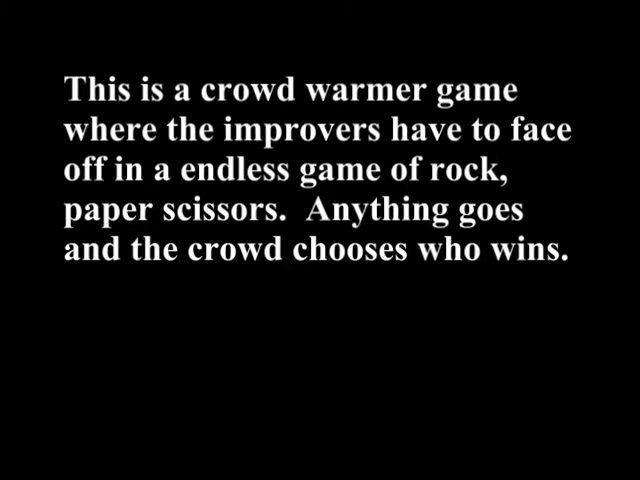 This is a crowd warmer game
where the improvers have to face
off in a endless game of rock,
paper scissors.  Anything goes
and the crowd chooses who wins.